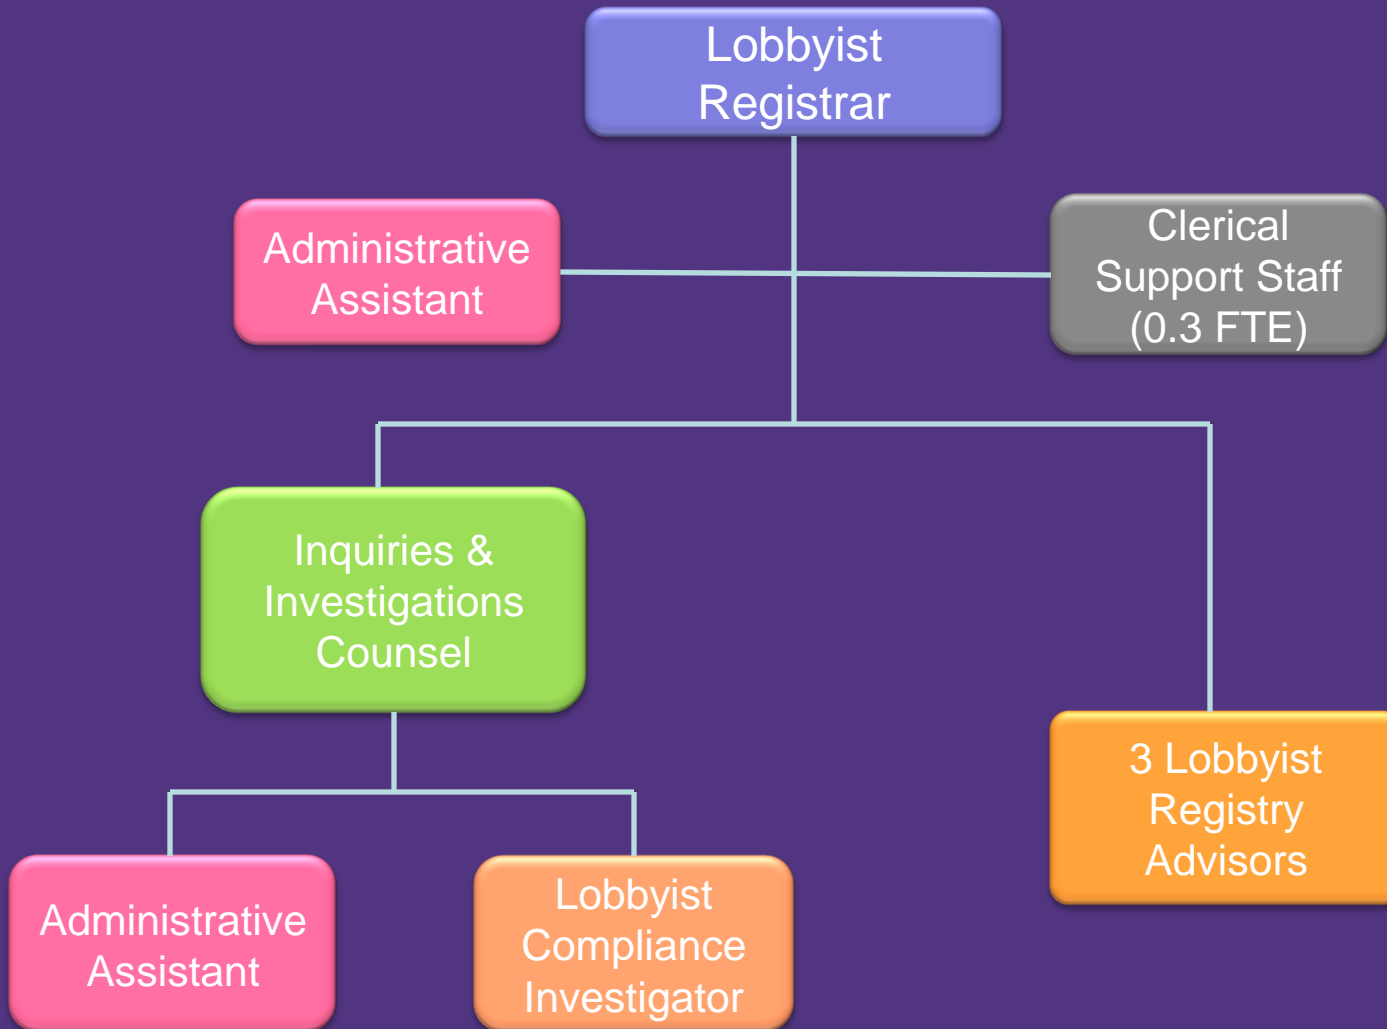 Lobbyist
Registrar
Administrative
Assistant
Clerical
Support Staff
(0.3 FTE)
Inquiries &
Investigations
Counsel
3 Lobbyist
Registry
Advisors
Administrative
Assistant
Lobbyist
Compliance
Investigator